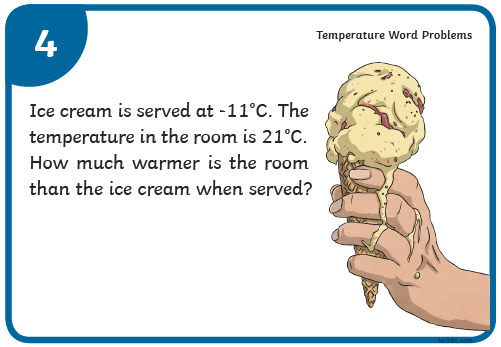 4
Temperature Word Problems
Ice cream is served at -11°C. The
temperature in the room is 21°C.
How much warmer is the room
than the ice cream when served?